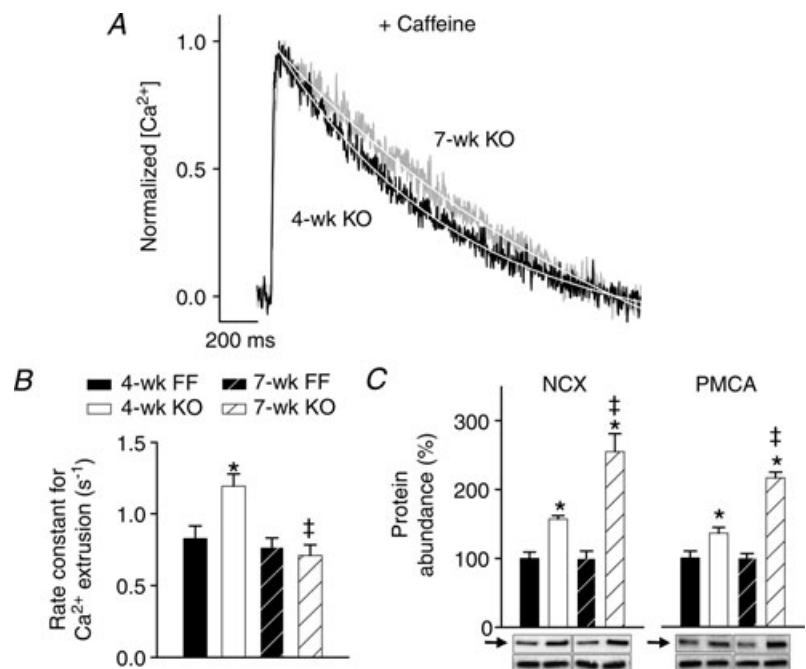 A
+ Caffeine
Normalized [Ca²⁺]
1.0
0.5
0.0
7-wk KO
4-wk KO
200 ms
B
4-wk FF
7-wk FF
4-wk KO
7-wk KO
Rate constant for
Ca²⁺ extrusion (s⁻¹)
1.5
1.0
0.5
0.0
*
‡
C
NCX
PMCA
Protein
abundance (%)
300
200
100
0
*
‡
*
*
‡
*